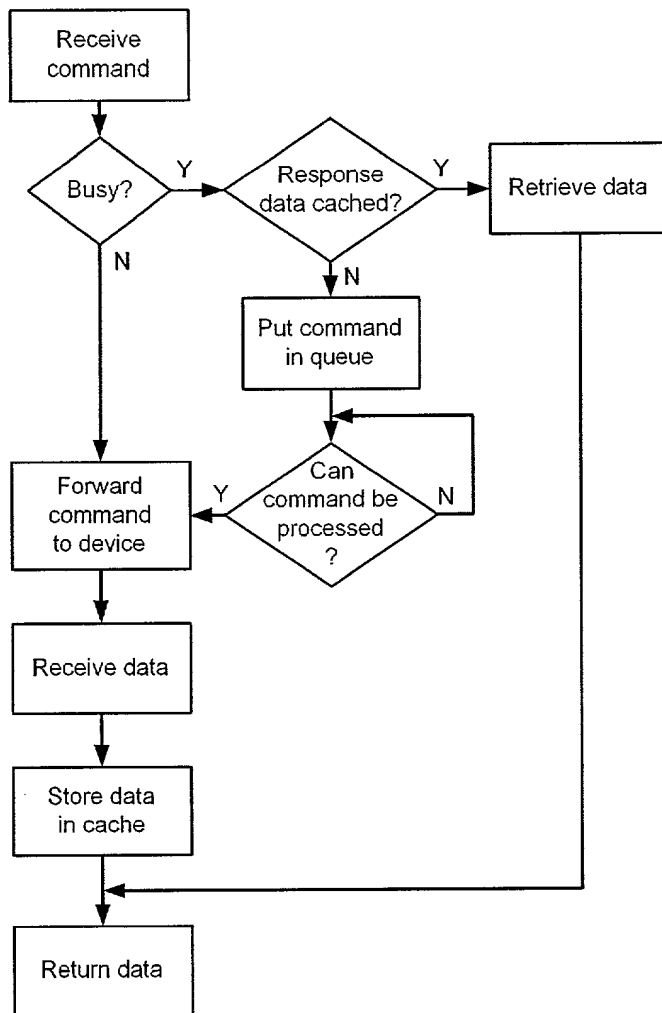 Receive
command
Busy?
Y
N
Response
data cached?
Y
N
Retrieve data
Put command
in queue
Can
command be
processed
?
Y
N
Forward
command
to device
Receive data
Store data
in cache
Return data